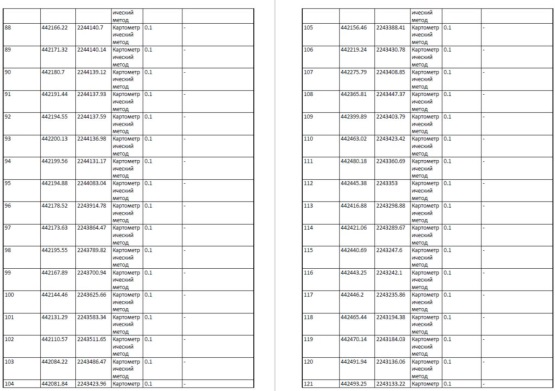 ический
метод
88 442166.22 2244140.7 Картометр 0,1 -
ический
метод
89 442171.32 2244140.14 Картометр 0,1 -
ический
метод
90 442180.7 2244139.12 Картометр 0,1 -
ический
метод
91 442191.44 2244137.93 Картометр 0,1 -
ический
метод
92 442194.55 2244137.59 Картометр 0,1 -
ический
метод
93 442200.13 2244136.98 Картометр 0,1 -
ический
метод
94 442199.56 2244131.17 Картометр 0,1 -
ический
метод
95 442194.88 2244083.04 Картометр 0,1 -
ический
метод
96 442178.52 2243914.78 Картометр 0,1 -
ический
метод
97 442173.63 2243864.47 Картометр 0,1 -
ический
метод
98 442195.55 2243789.82 Картометр 0,1 -
ический
метод
99 442167.89 2243700.94 Картометр 0,1 -
ический
метод
100 442144.46 2243625.66 Картометр 0,1 -
ический
метод
101 442131.29 2243583.34 Картометр 0,1 -
ический
метод
102 442110.57 2243511.65 Картометр 0,1 -
ический
метод
103 442084.22 2243486.47 Картометр 0,1 -
ический
метод
104 442081.84 2243423.96 Картометр 0,1 -
ический
метод
105 442156.46 2243388.41 Картометр 0,1 -
ический
метод
106 442219.24 2243430.78 Картометр 0,1 -
ический
метод
107 442275.79 2243408.65 Картометр 0,1 -
ический
метод
108 442365.81 2243447.37 Картометр 0,1 -
ический
метод
109 442399.89 2243403.79 Картометр 0,1 -
ический
метод
110 442463.02 2243423.42 Картометр 0,1 -
ический
метод
111 442480.18 2243360.69 Картометр 0,1 -
ический
метод
112 442445.38 2243353 Картометр 0,1 -
ический
метод
113 442416.88 2243298.88 Картометр 0,1 -
ический
метод
114 442421.06 2243289.67 Картометр 0,1 -
ический
метод
115 442440.69 2243247.6 Картометр 0,1 -
ический
метод
116 442443.25 2243242.1 Картометр 0,1 -
ический
метод
117 442446.2 2243235.86 Картометр 0,1 -
ический
метод
118 442465.44 2243194.38 Картометр 0,1 -
ический
метод
119 442470.14 2243184.03 Картометр 0,1 -
ический
метод
120 442491.94 2243136.06 Картометр 0,1 -
ический
метод
121 442493.25 2243133.22 Картометр 0,1 -